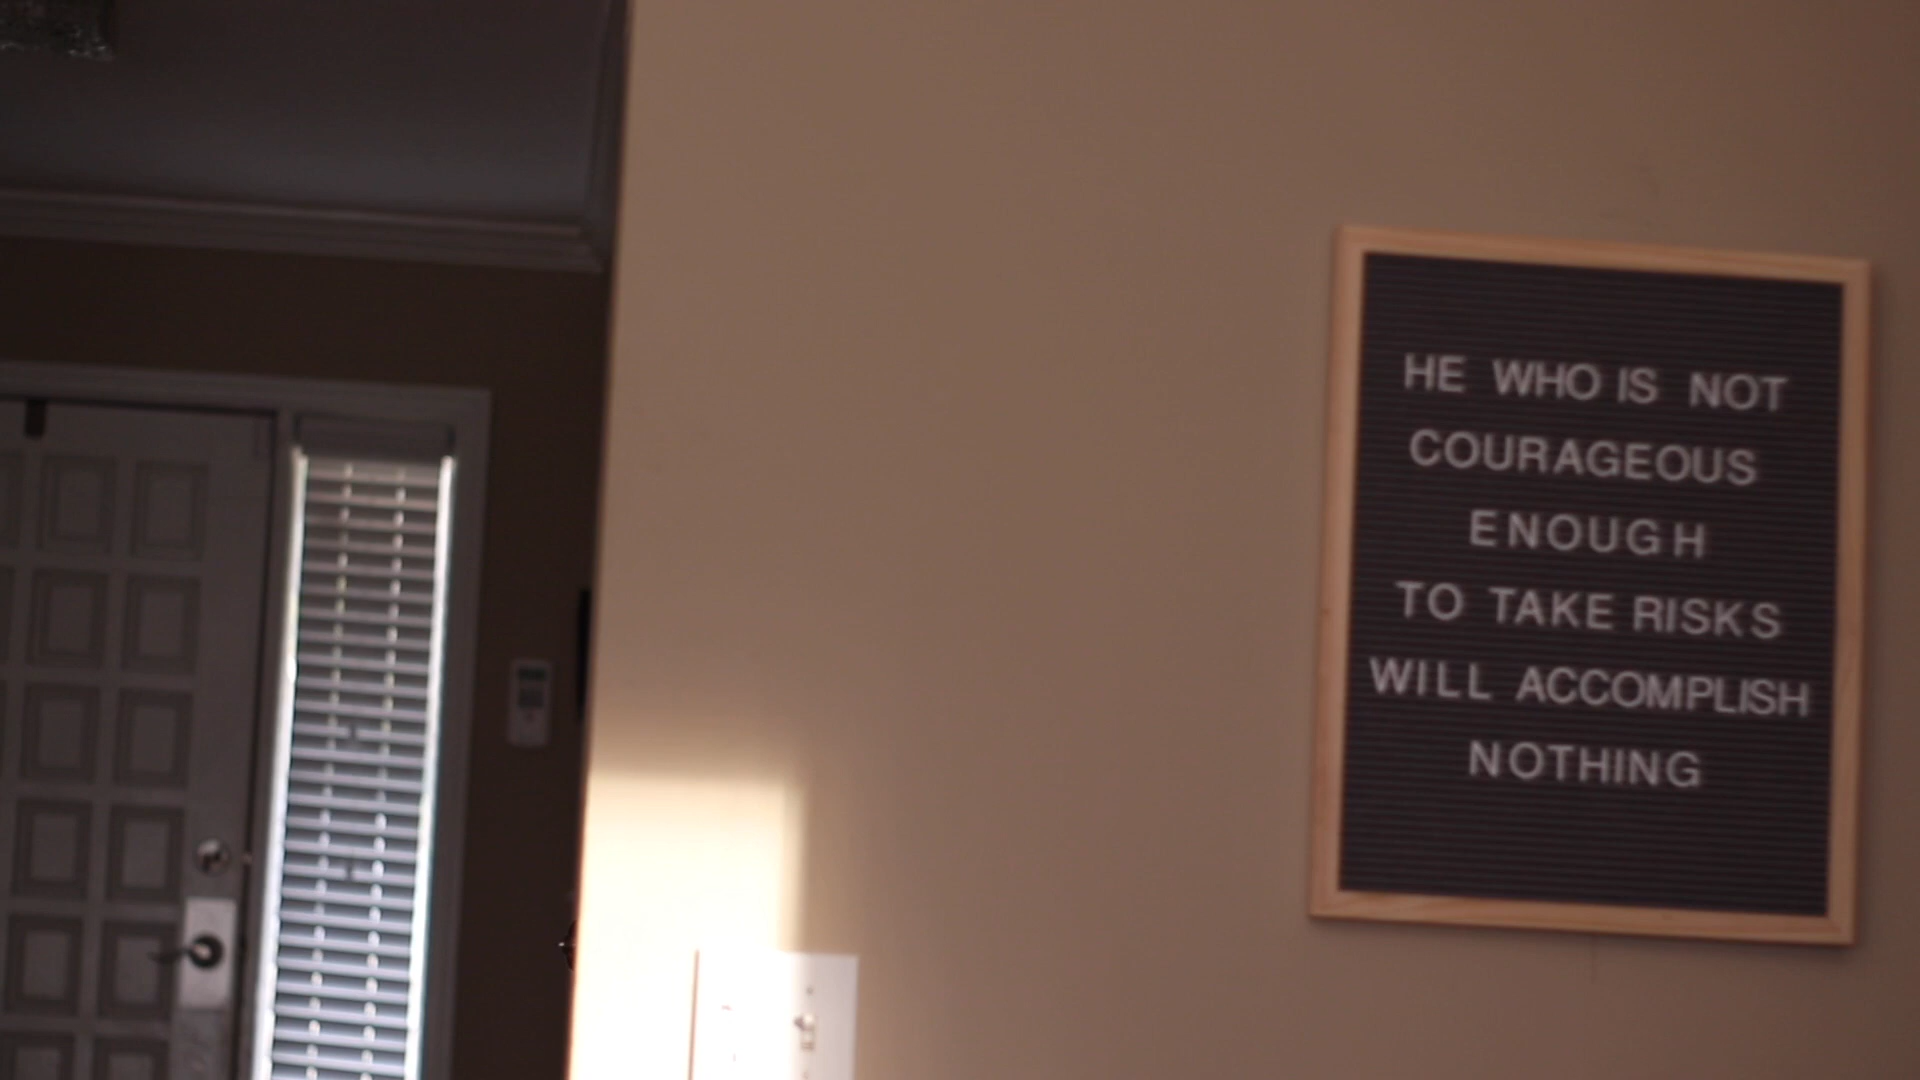 HE WHO IS NOT
COURAGEOUS
ENOUGH
TO TAKE RISKS
WILL ACCOMPLISH
NOTHING